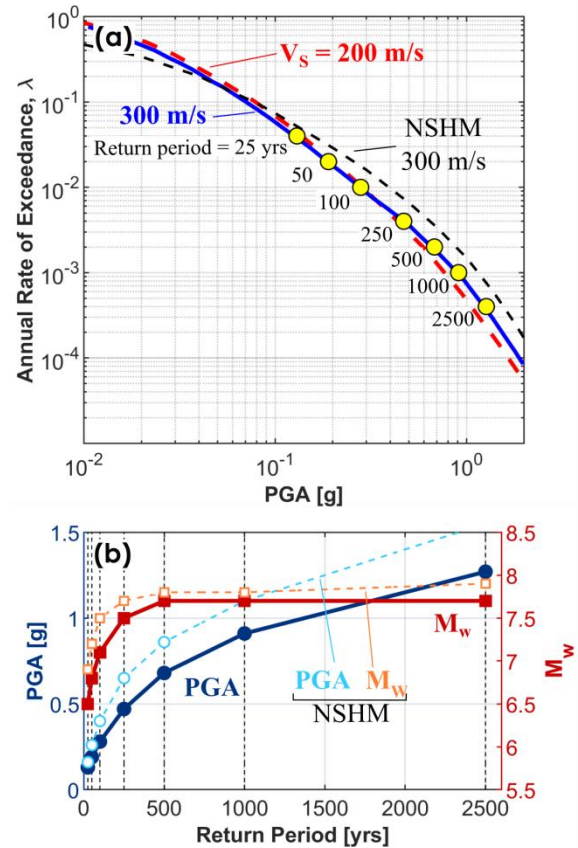 (a)
V_S = 200 m/s
300 m/s
NSHM
300 m/s
Return period = 25 yrs
50
100
250
500
1000
2500
Annual Rate of Exceedance, λ
10^1
10^0
10^-1
10^-2
10^-3
10^-4
10^-2
10^-1
10^0
PGA [g]
(b)
PGA [g]
1.5
1
0.5
0
8.5
8
7.5
7
6.5
6
5.5
M_w
M_w
PGA
PGA
M_w
NSHM
0
500
1000
1500
2000
2500
Return Period [yrs]